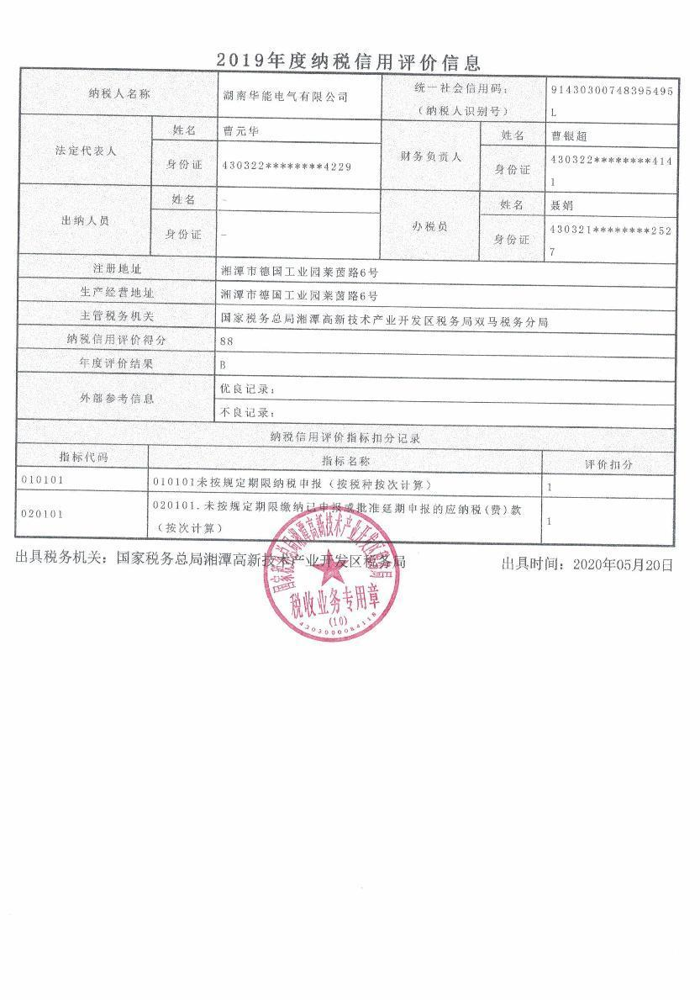 2019年度纳税信用评价信息
纳税人名称
湖南华能电气有限公司
统一社会信用码：
（纳税人识别号）
91430300748395495
L
法定代表人
姓名
曹元华
身份证
430322********4229
财务负责人
姓名
曹银超
身份证
430322********414
1
出纳人员
姓名
-
身份证
-
办税员
姓名
聂娟
身份证
430321********252
7
注册地址
湘潭市德国工业园莱茵路6号
生产经营地址
湘潭市德国工业园莱茵路6号
主管税务机关
国家税务总局湘潭高新技术产业开发区税务局双马税务分局
纳税信用评价得分
88
年度评价结果
B
外部参考信息
优良记录：
不良记录：
纳税信用评价指标扣分记录
指标代码
指标名称
评价扣分
010101
010101未按规定期限纳税申报（按税种按次计算）
1
020101
020101.未按规定期限缴纳已申报或批准延期申报的应纳税(费)款
（按次计算）
1
出具税务机关：国家税务总局湘潭高新技术产业开发区税务局
出具时间：2020年05月20日
国家税务总局湘潭高新技术产业开发区税务局
税收业务专用章
(10)
4303000084118